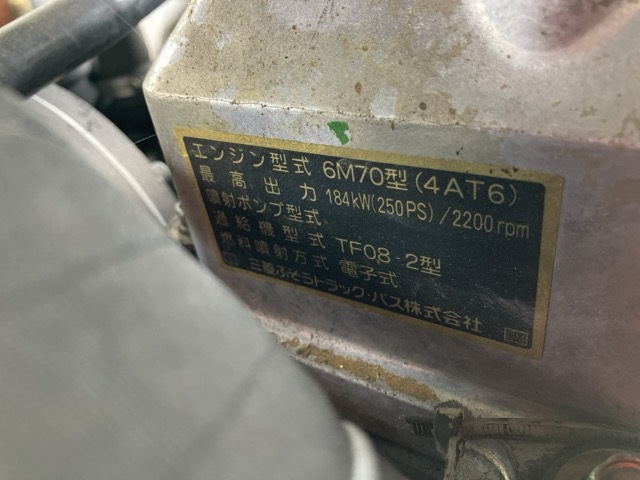 エンジン型式 6M70型(4AT6)
最高出力 184kW(250PS)/2200rpm
噴射ポンプ型式
過給機型式 TF08-2型
燃料噴射方式 電子式
三菱ふそうトラック・バス株式会社